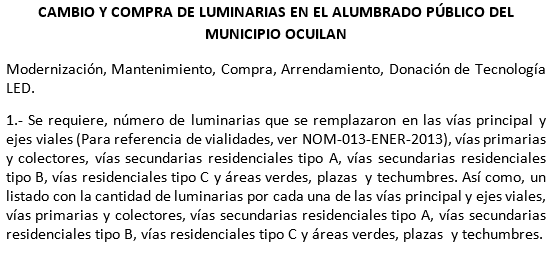 CAMBIO Y COMPRA DE LUMINARIAS EN EL ALUMBRADO PÚBLICO DEL
MUNICIPIO OCUILAN
Modernización, Mantenimiento, Compra, Arrendamiento, Donación de Tecnología
LED.
1.- Se requiere, número de luminarias que se remplazaron en las vías principal y
ejes viales (Para referencia de vialidades, ver NOM-013-ENER-2013), vías primarias
y colectores, vías secundarias residenciales tipo A, vías secundarias residenciales
tipo B, vías residenciales tipo C y áreas verdes, plazas y techumbres. Así como, un
listado con la cantidad de luminarias por cada una de las vías principal y ejes viales,
vías primarias y colectores, vías secundarias residenciales tipo A, vías secundarias
residenciales tipo B, vías residenciales tipo C y áreas verdes, plazas y techumbres.